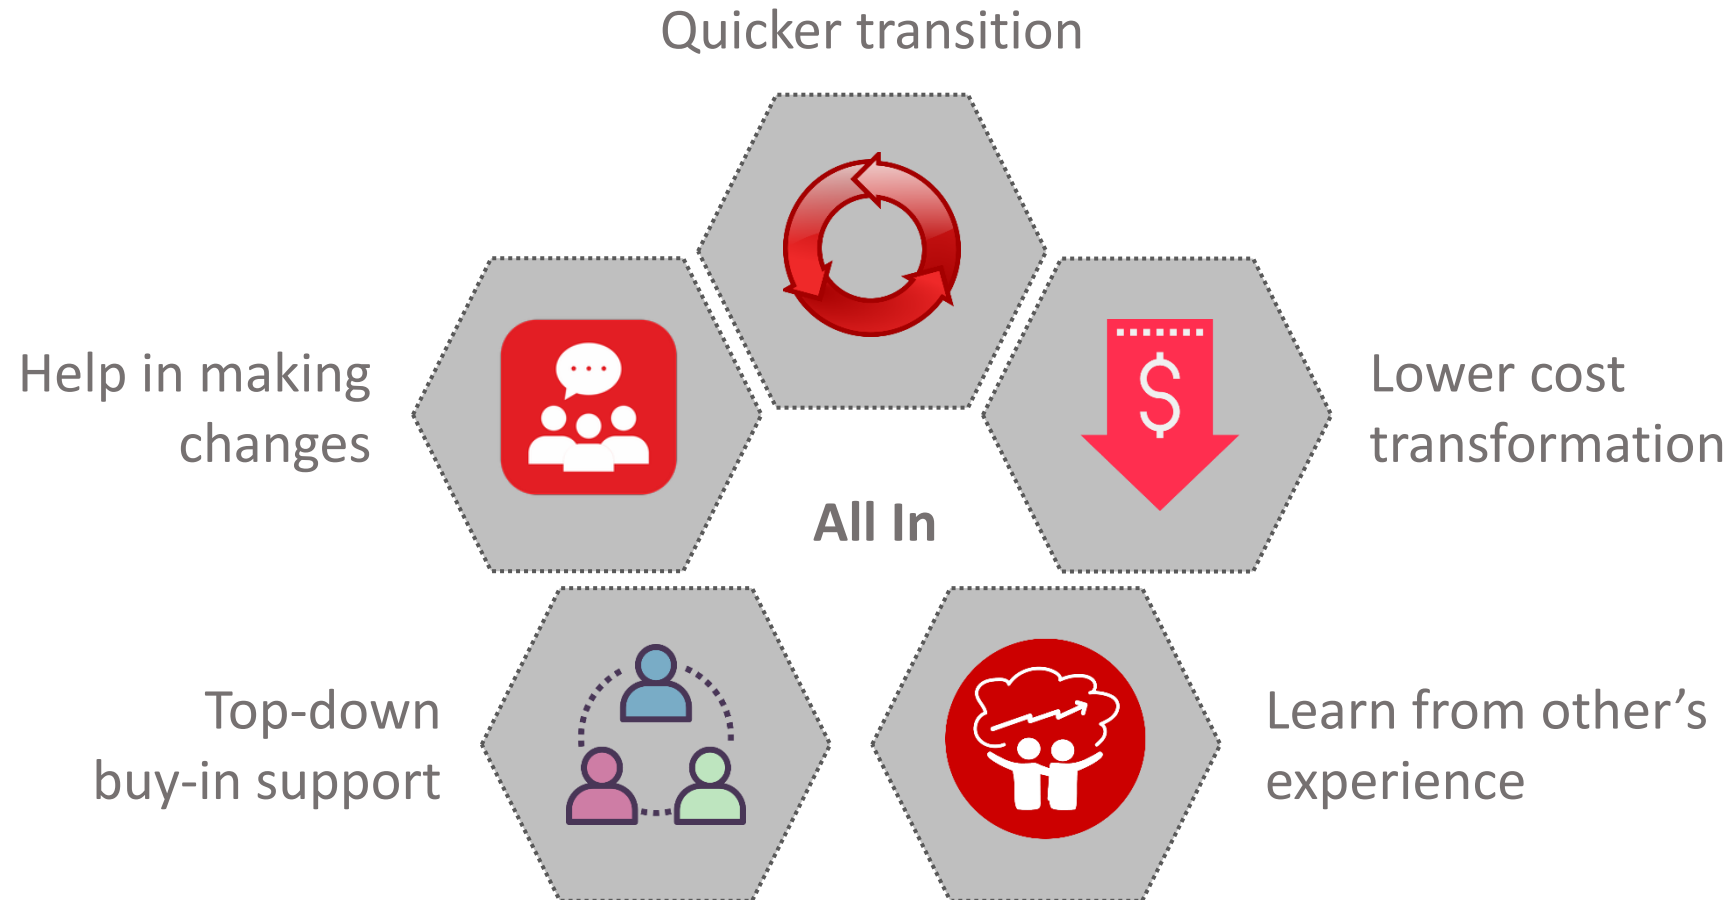 Quicker transition
Help in making
changes
Lower cost
transformation
$
All In
Top-down
buy-in support
Learn from other’s
experience